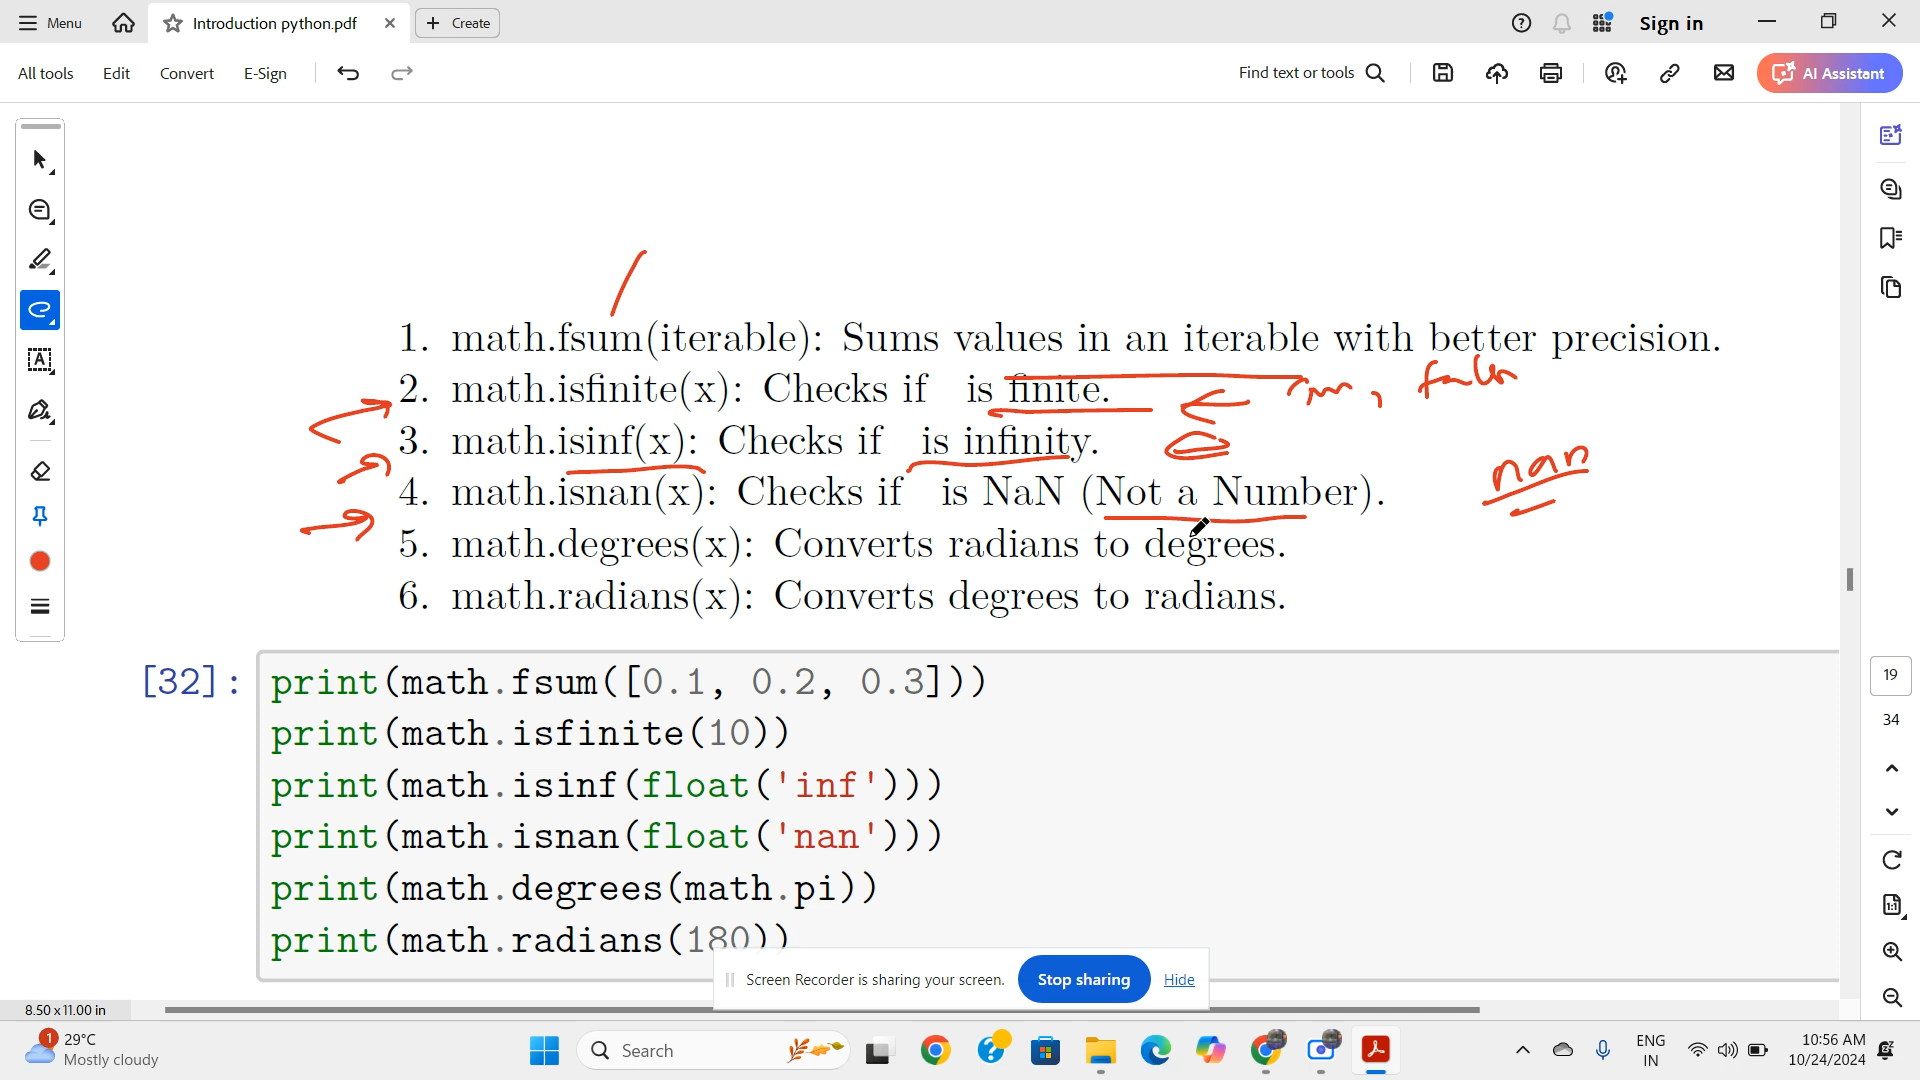 Menu
Introduction python.pdf
Create
Sign in
All tools
Edit
Convert
E-Sign
Find text or tools
AI Assistant
1. math.fsum(iterable): Sums values in an iterable with better precision.
2. math.isfinite(x): Checks if is finite.
3. math.isinf(x): Checks if is infinity.
nan
4. math.isnan(x): Checks if is NaN (Not a Number).
5. math.degrees(x): Converts radians to degrees.
6. math.radians(x): Converts degrees to radians.
[32]: print(math.fsum([0.1, 0.2, 0.3]))
print(math.isfinite(10))
print(math.isinf(float('inf')))
print(math.isnan(float('nan')))
print(math.degrees(math.pi))
print(math.radians(180))
19
34
Screen Recorder is sharing your screen.
Stop sharing
Hide
8.50 x 11.00 in
1
29°C
Mostly cloudy
Search
ENG
IN
10:56 AM
10/24/2024